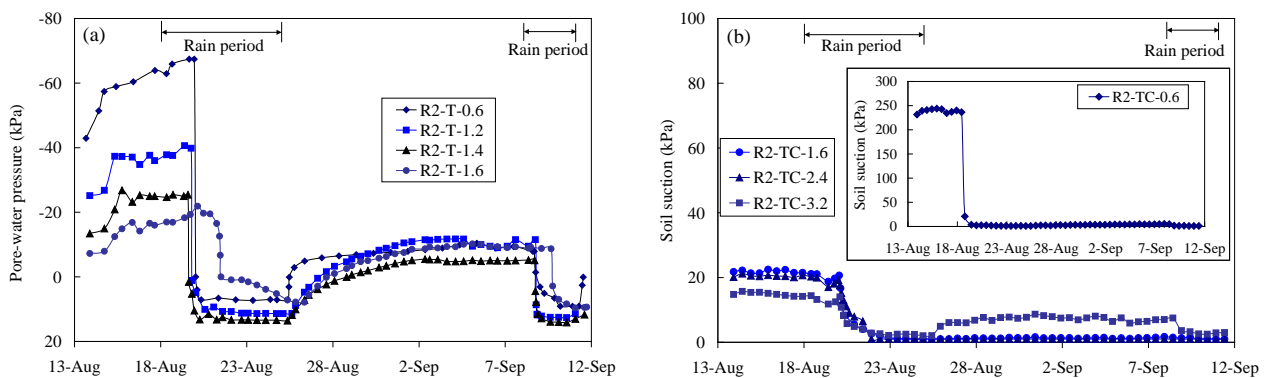 (a)
Rain period
Rain period
Pore-water pressure (kPa)
-80
-60
-40
-20
0
20
R2-T-0.6
R2-T-1.2
R2-T-1.4
R2-T-1.6
13-Aug 18-Aug 23-Aug 28-Aug 2-Sep 7-Sep 12-Sep
(b)
Rain period
Rain period
Soil suction (kPa)
100
80
60
40
20
0
R2-TC-1.6
R2-TC-2.4
R2-TC-3.2
Soil suction (kPa)
300
250
200
150
100
50
0
R2-TC-0.6
13-Aug 18-Aug 23-Aug 28-Aug 2-Sep 7-Sep 12-Sep
13-Aug 18-Aug 23-Aug 28-Aug 2-Sep 7-Sep 12-Sep